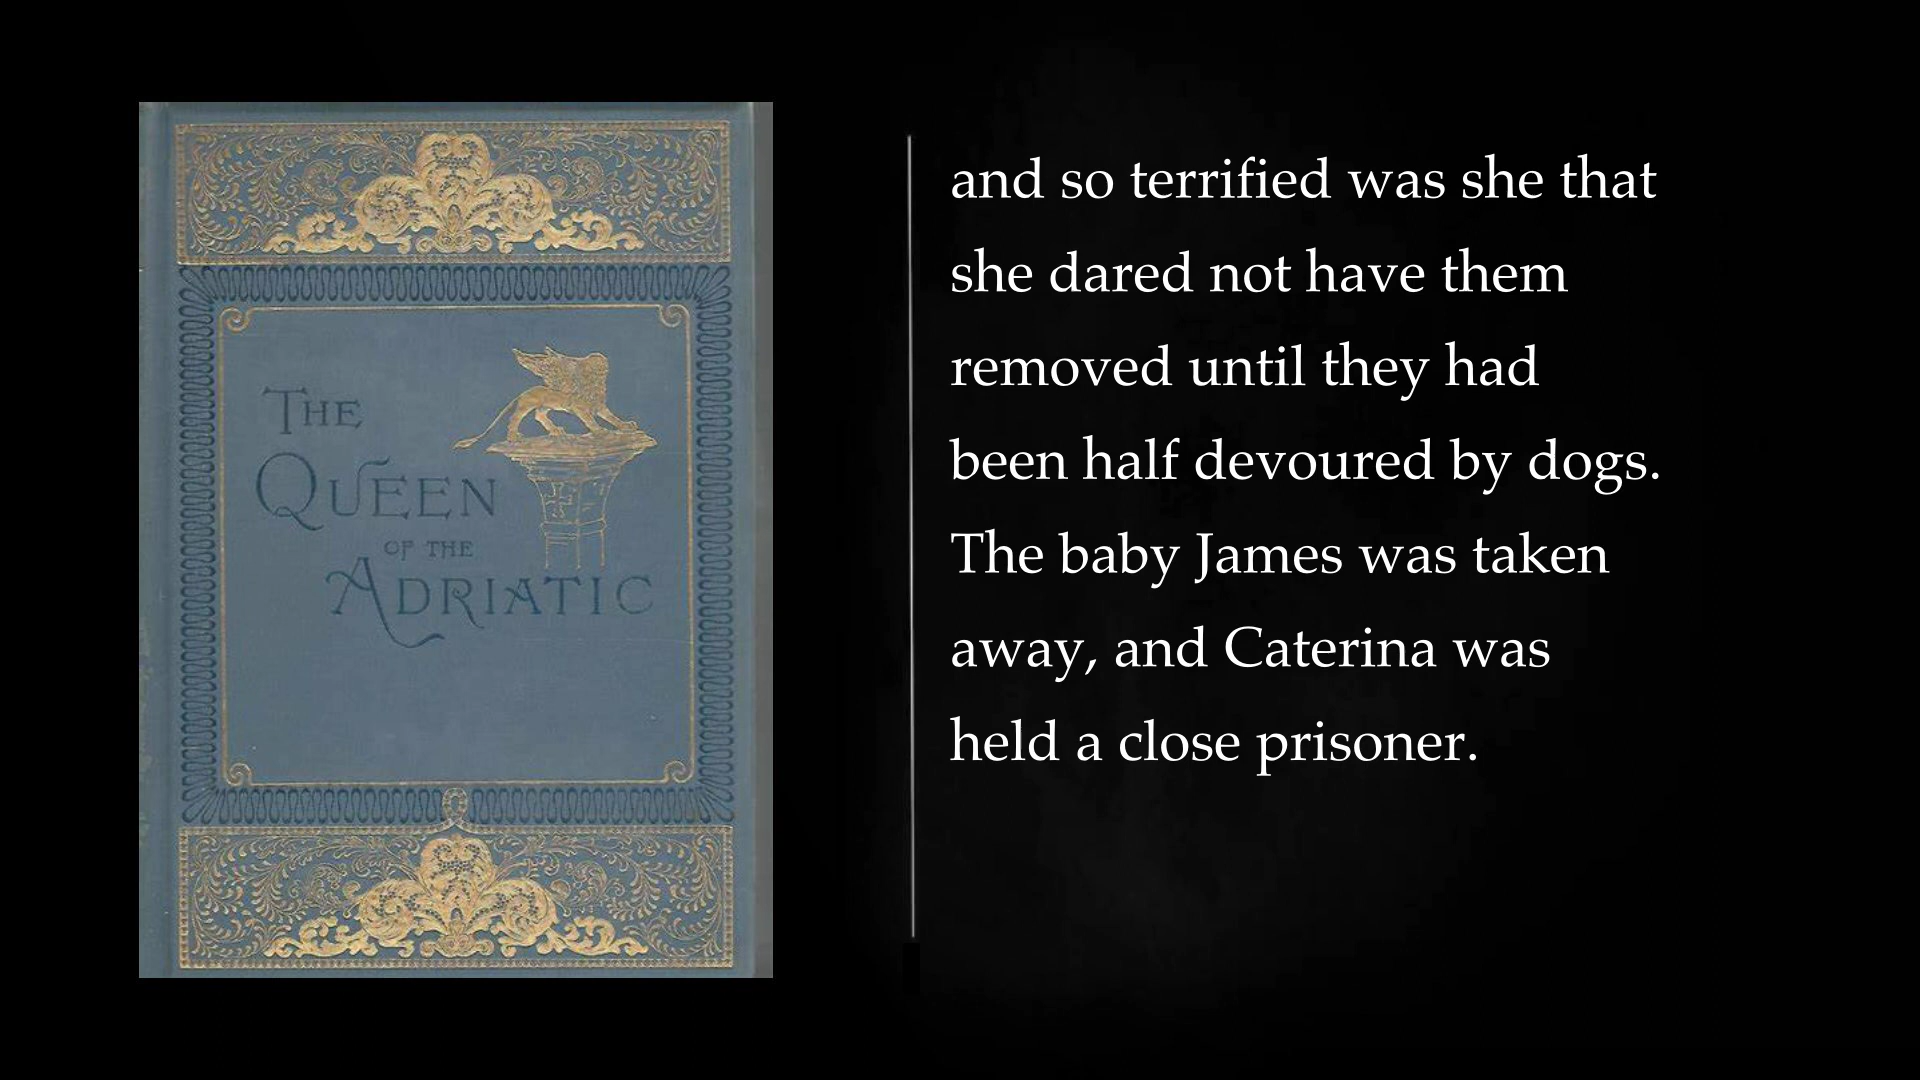 THE
QUEEN
OF THE
ADRIATIC
and so terrified was she that
she dared not have them
removed until they had
been half devoured by dogs.
The baby James was taken
away, and Caterina was
held a close prisoner.